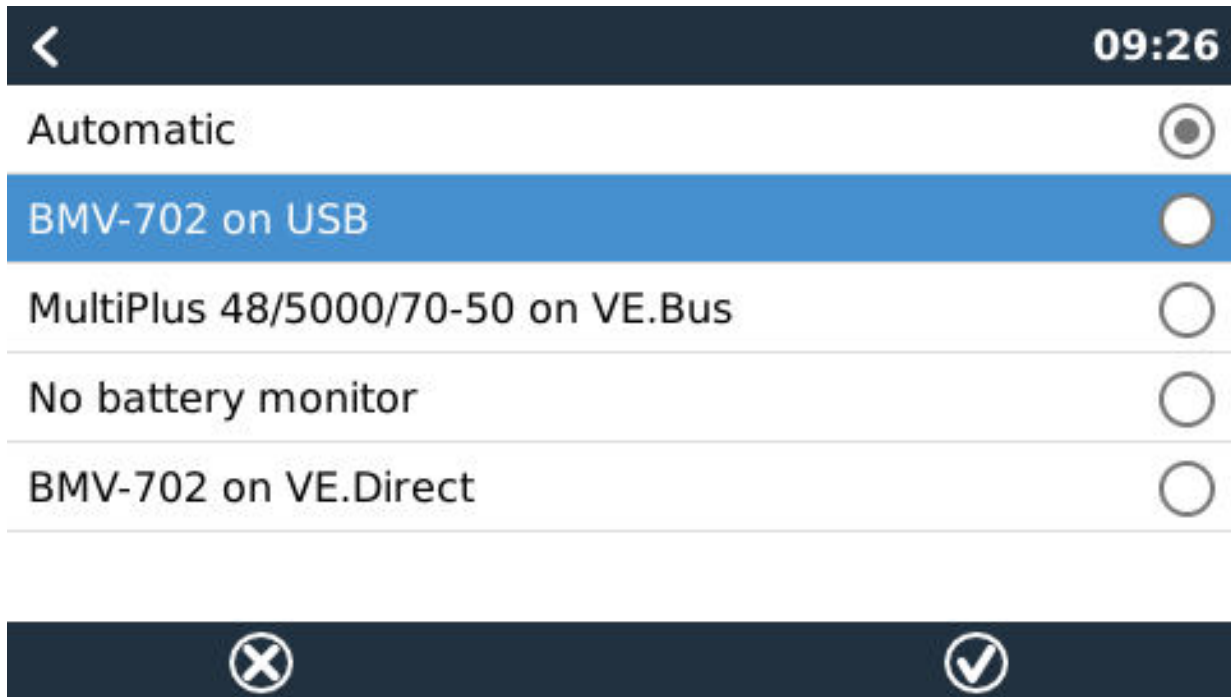 09:26
Automatic
BMV-702 on USB
MultiPlus 48/5000/70-50 on VE.Bus
No battery monitor
BMV-702 on VE.Direct